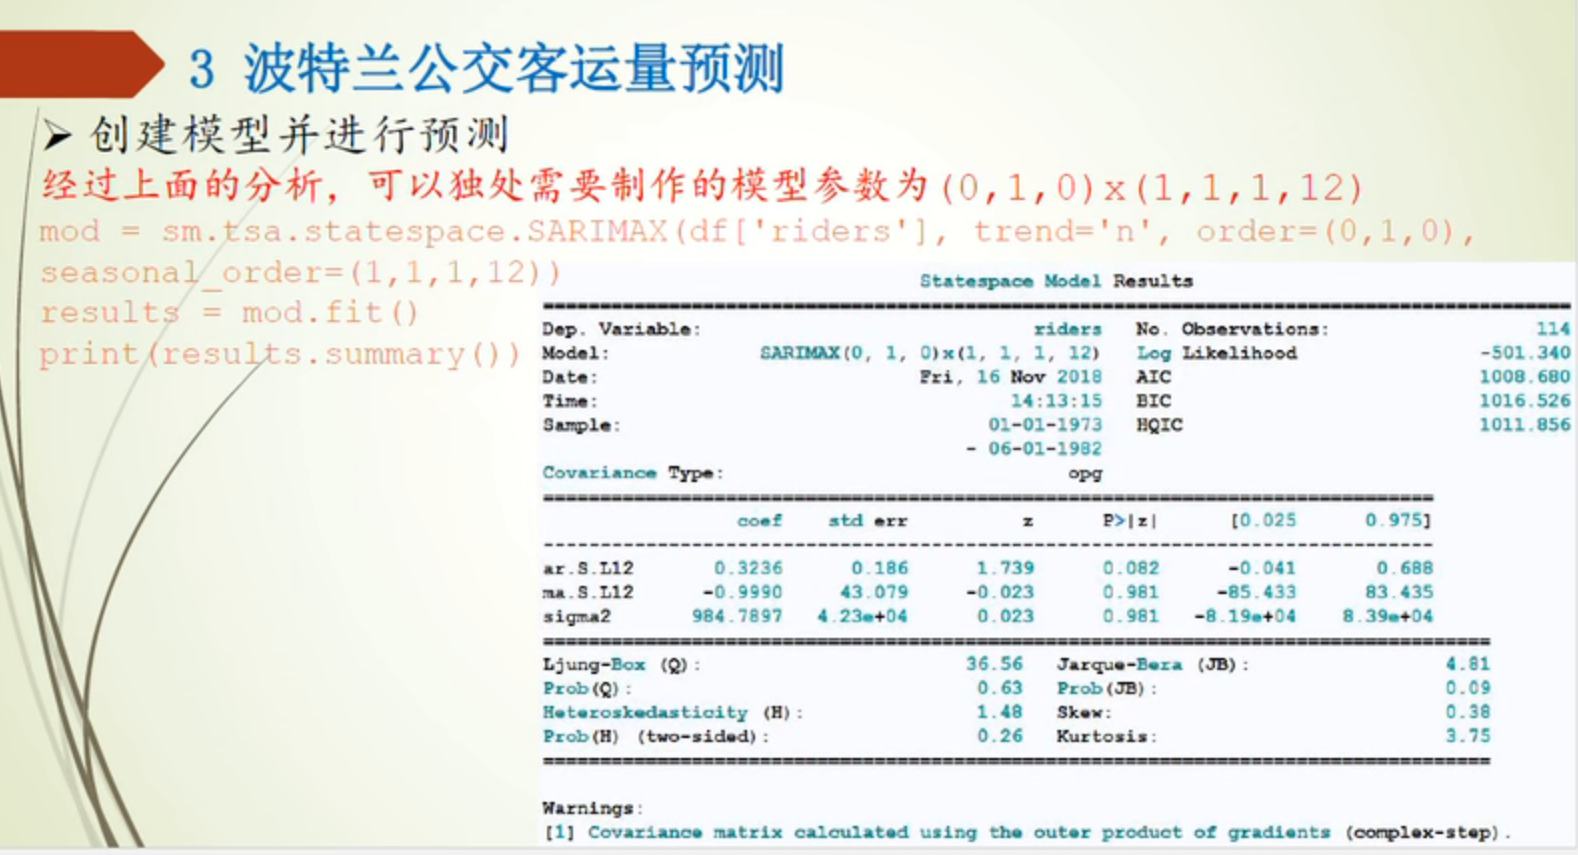 3 波特兰公交客运量预测
➢ 创建模型并进行预测
经过上面的分析，可以独处需要制作的模型参数为(0,1,0)x(1,1,1,12)
mod = sm.tsa.statespace.SARIMAX(df['riders'], trend='n', order=(0,1,0),
seasonal_order=(1,1,1,12))
results = mod.fit()
print(results.summary())
Statespace Model Results
Dep. Variable: riders No. Observations: 114
Model: SARIMAX(0, 1, 0)x(1, 1, 1, 12) Log Likelihood -501.340
Date: Fri, 16 Nov 2018 AIC 1008.680
Time: 14:13:15 BIC 1016.526
Sample: 01-01-1973 HQIC 1011.856
- 06-01-1982
Covariance Type: opg
coef std err z P>|z| [0.025 0.975]
ar.S.L12 0.3236 0.186 1.739 0.082 -0.041 0.688
ma.S.L12 -0.9990 43.079 -0.023 0.981 -85.433 83.435
sigma2 984.7897 4.23e+04 0.023 0.981 -8.19e+04 8.39e+04
Ljung-Box (Q): 36.56 Jarque-Bera (JB): 4.81
Prob(Q): 0.63 Prob(JB): 0.09
Heteroskedasticity (H): 1.48 Skew: 0.38
Prob(H) (two-sided): 0.26 Kurtosis: 3.75
Warnings:
[1] Covariance matrix calculated using the outer product of gradients (complex-step).